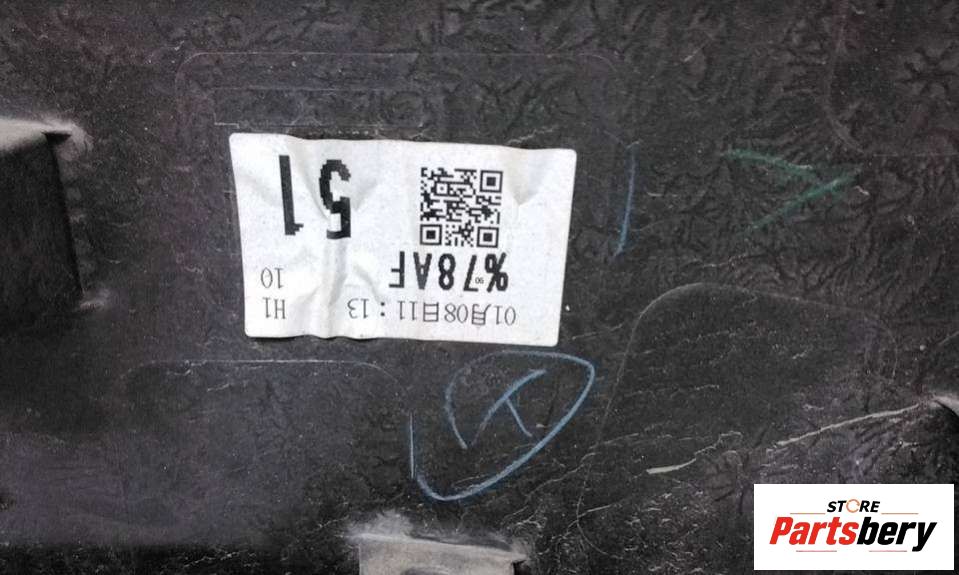 01月08日11：13 H1
%78AF 10
51
STORE
Partsbery